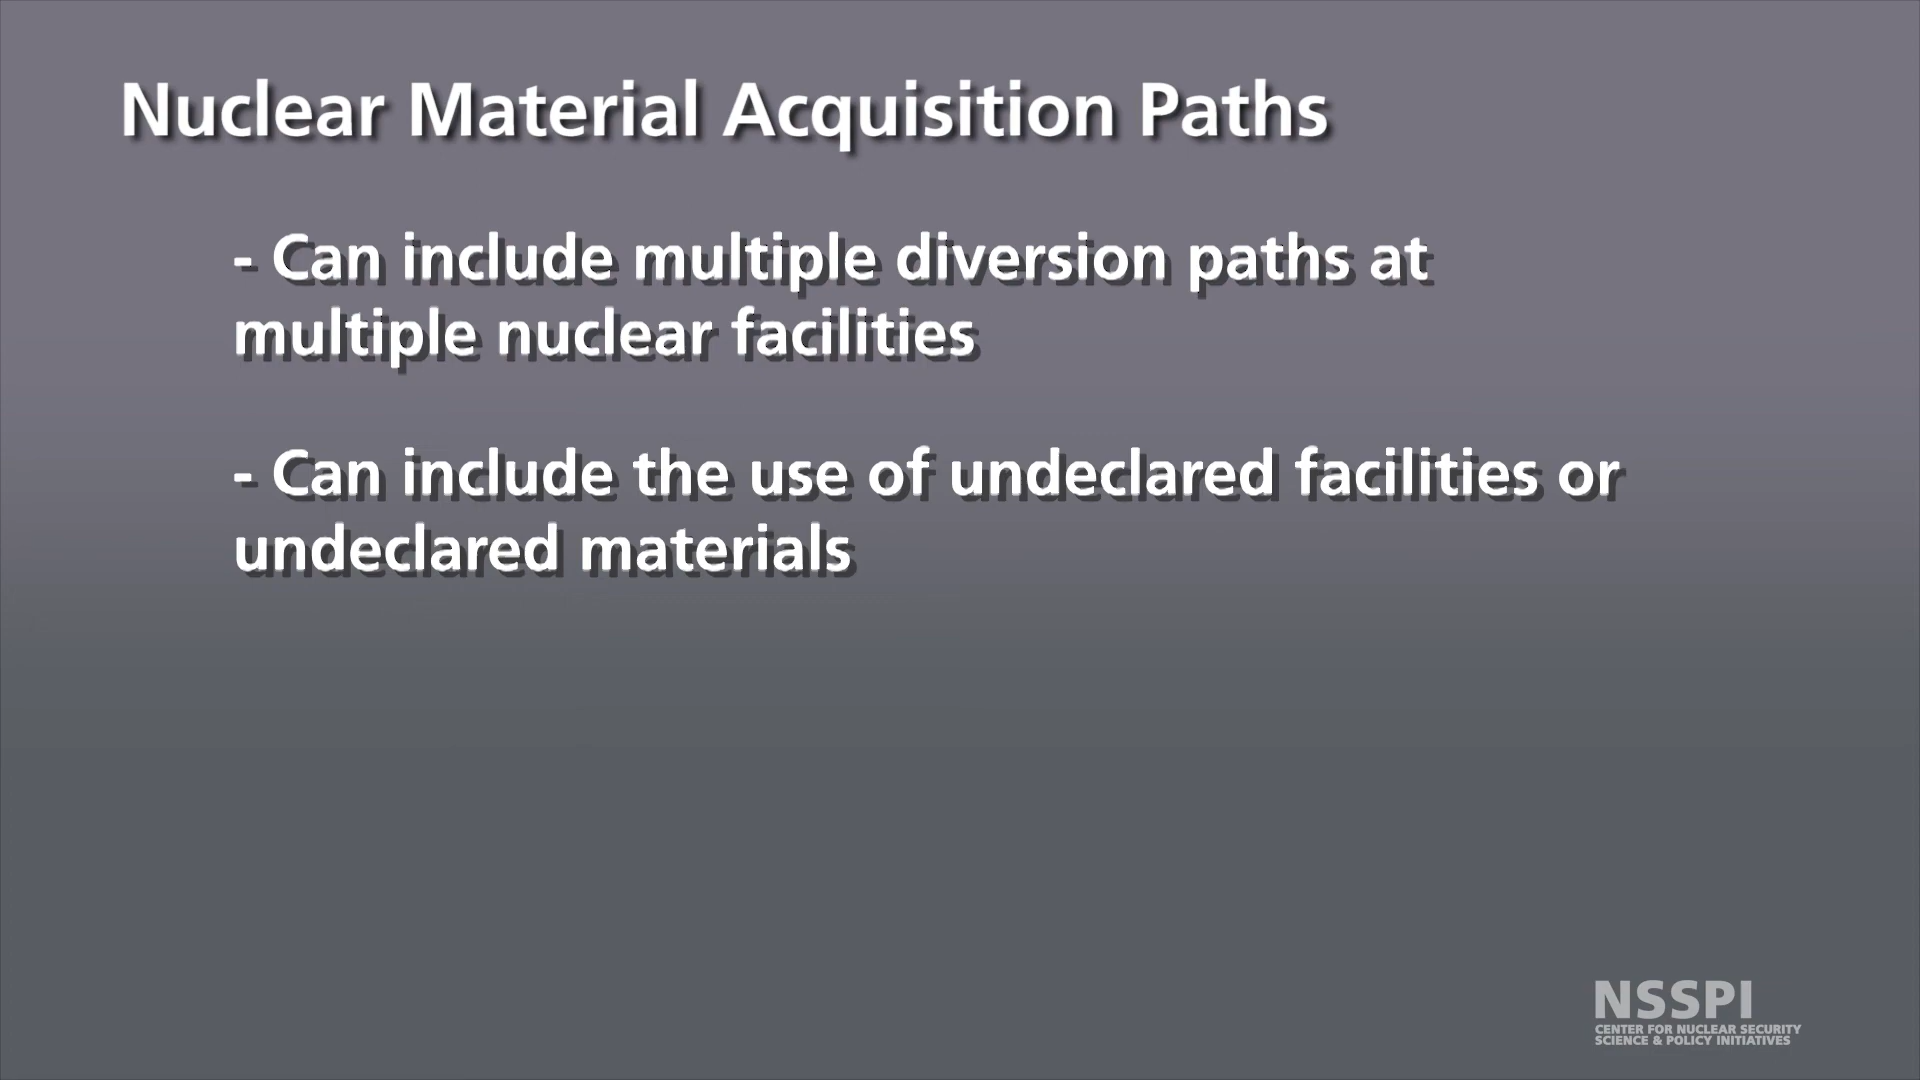 Nuclear Material Acquisition Paths
- Can include multiple diversion paths at
multiple nuclear facilities
- Can include the use of undeclared facilities or
undeclared materials
NSSPI
CENTER FOR NUCLEAR SECURITY
SCIENCE & POLICY INITIATIVES